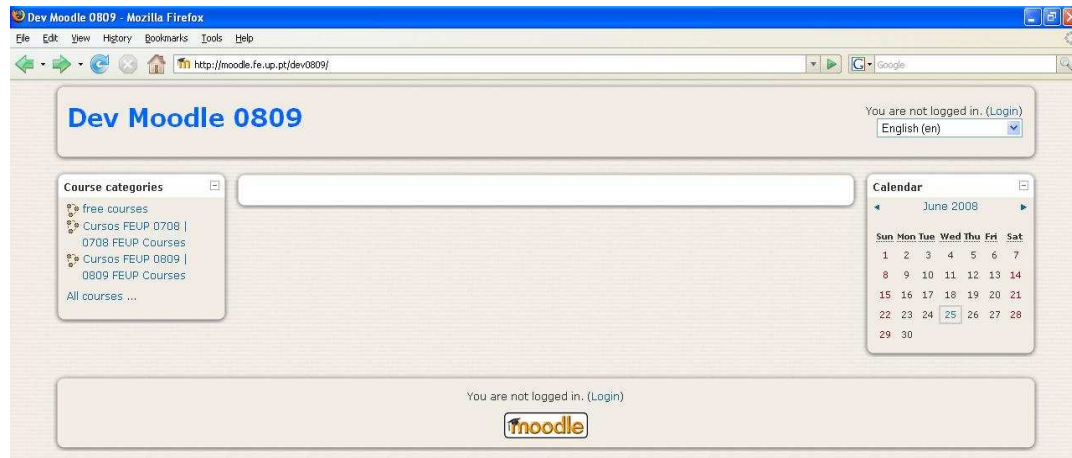 Dev Moodle 0809 - Mozilla Firefox
File Edit View History Bookmarks Tools Help
http://moodle.fe.up.pt/dev0809/
Google
Dev Moodle 0809
You are not logged in. (Login)
English (en)
Course categories
free courses
Cursos FEUP 0708 |
0708 FEUP Courses
Cursos FEUP 0809 |
0809 FEUP Courses
All courses ...
Calendar
June 2008
Sun Mon Tue Wed Thu Fri Sat
1 2 3 4 5 6 7
8 9 10 11 12 13 14
15 16 17 18 19 20 21
22 23 24 25 26 27 28
29 30
You are not logged in. (Login)
moodle